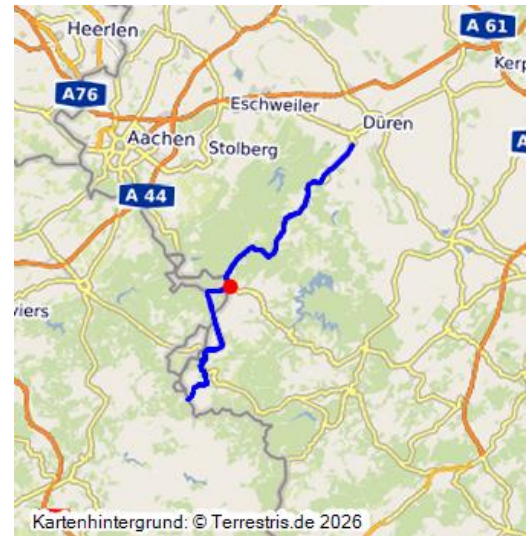 Heerlen
A 61
A76
Kerp
Eschweiler
Düren
Aachen
Stolberg
A
A 44
viers
Kartenhintergrund: © Terrestris.de 2026